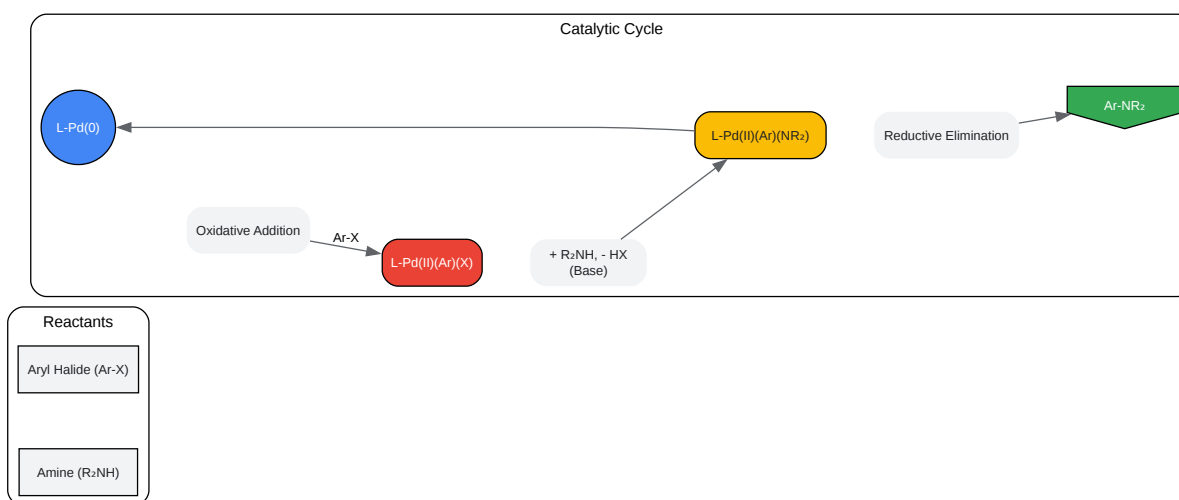 Catalytic Cycle
L-Pd(0)
L-Pd(II)(Ar)(NR₂)
Reductive Elimination
Ar-NR₂
Oxidative Addition
Ar-X
L-Pd(II)(Ar)(X)
+ R₂NH, - HX
(Base)
Reactants
Aryl Halide (Ar-X)
Amine (R₂NH)